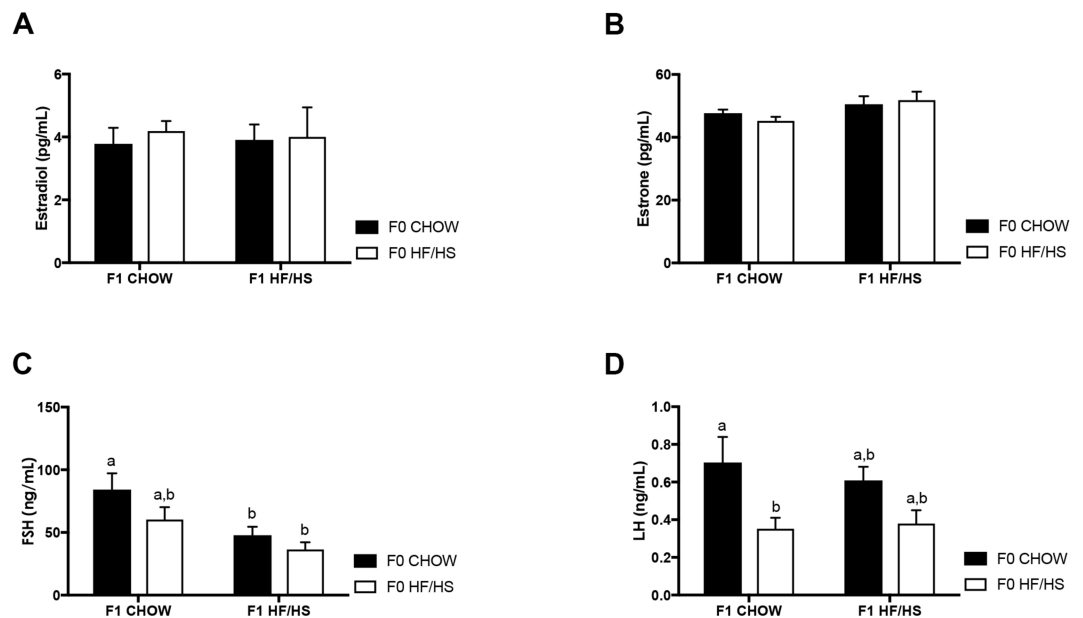 A
Estradiol (pg/mL)
6
4
2
0
F1 CHOW
F1 HF/HS
F0 CHOW
F0 HF/HS
B
Estrone (pg/mL)
60
40
20
0
F1 CHOW
F1 HF/HS
F0 CHOW
F0 HF/HS
C
FSH (ng/mL)
150
100
50
0
a
a,b
b
b
F1 CHOW
F1 HF/HS
F0 CHOW
F0 HF/HS
D
LH (ng/mL)
1.0
0.8
0.6
0.4
0.2
0.0
a
b
a,b
a,b
F1 CHOW
F1 HF/HS
F0 CHOW
F0 HF/HS